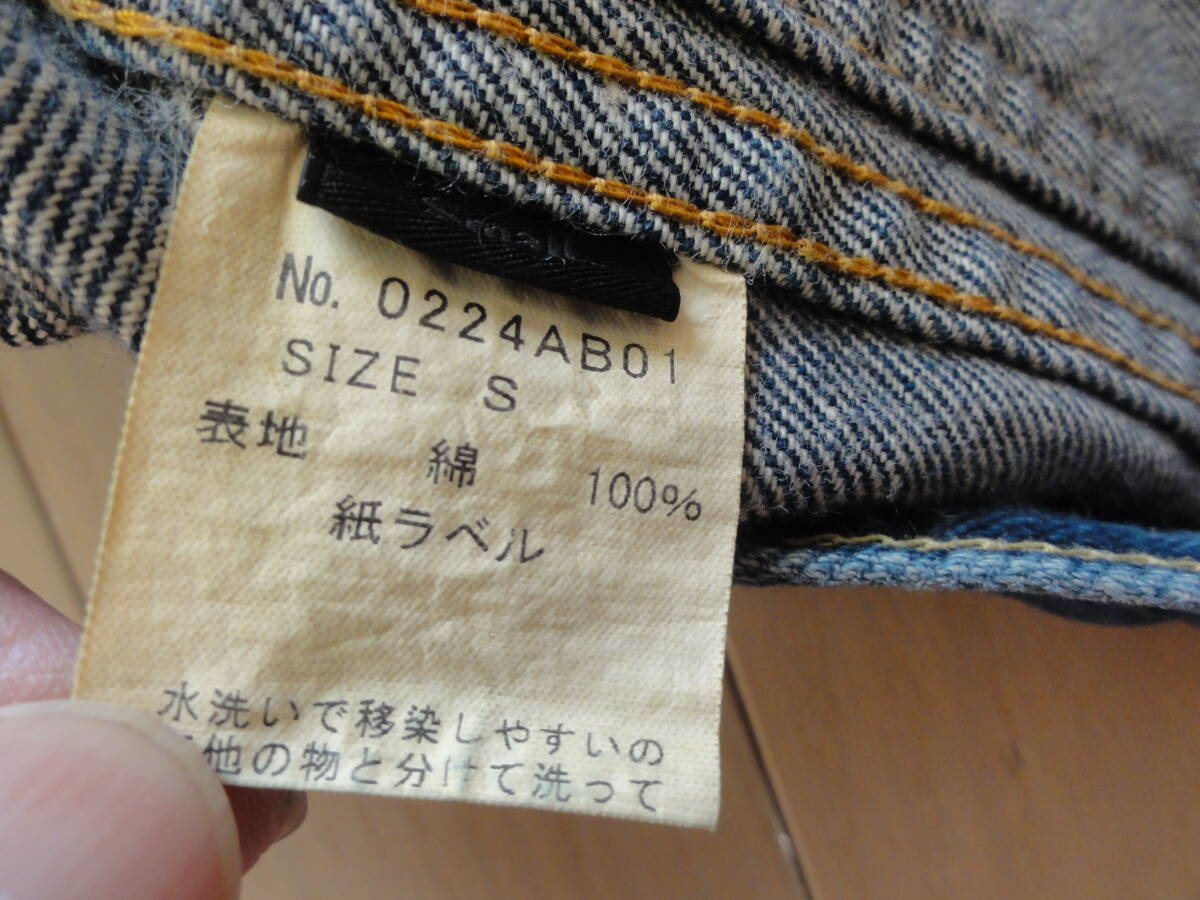 No. 0224AB01
SIZE S
表地 綿 100%
紙ラベル
水洗いで移染しやすいの
他の物と分けて洗って